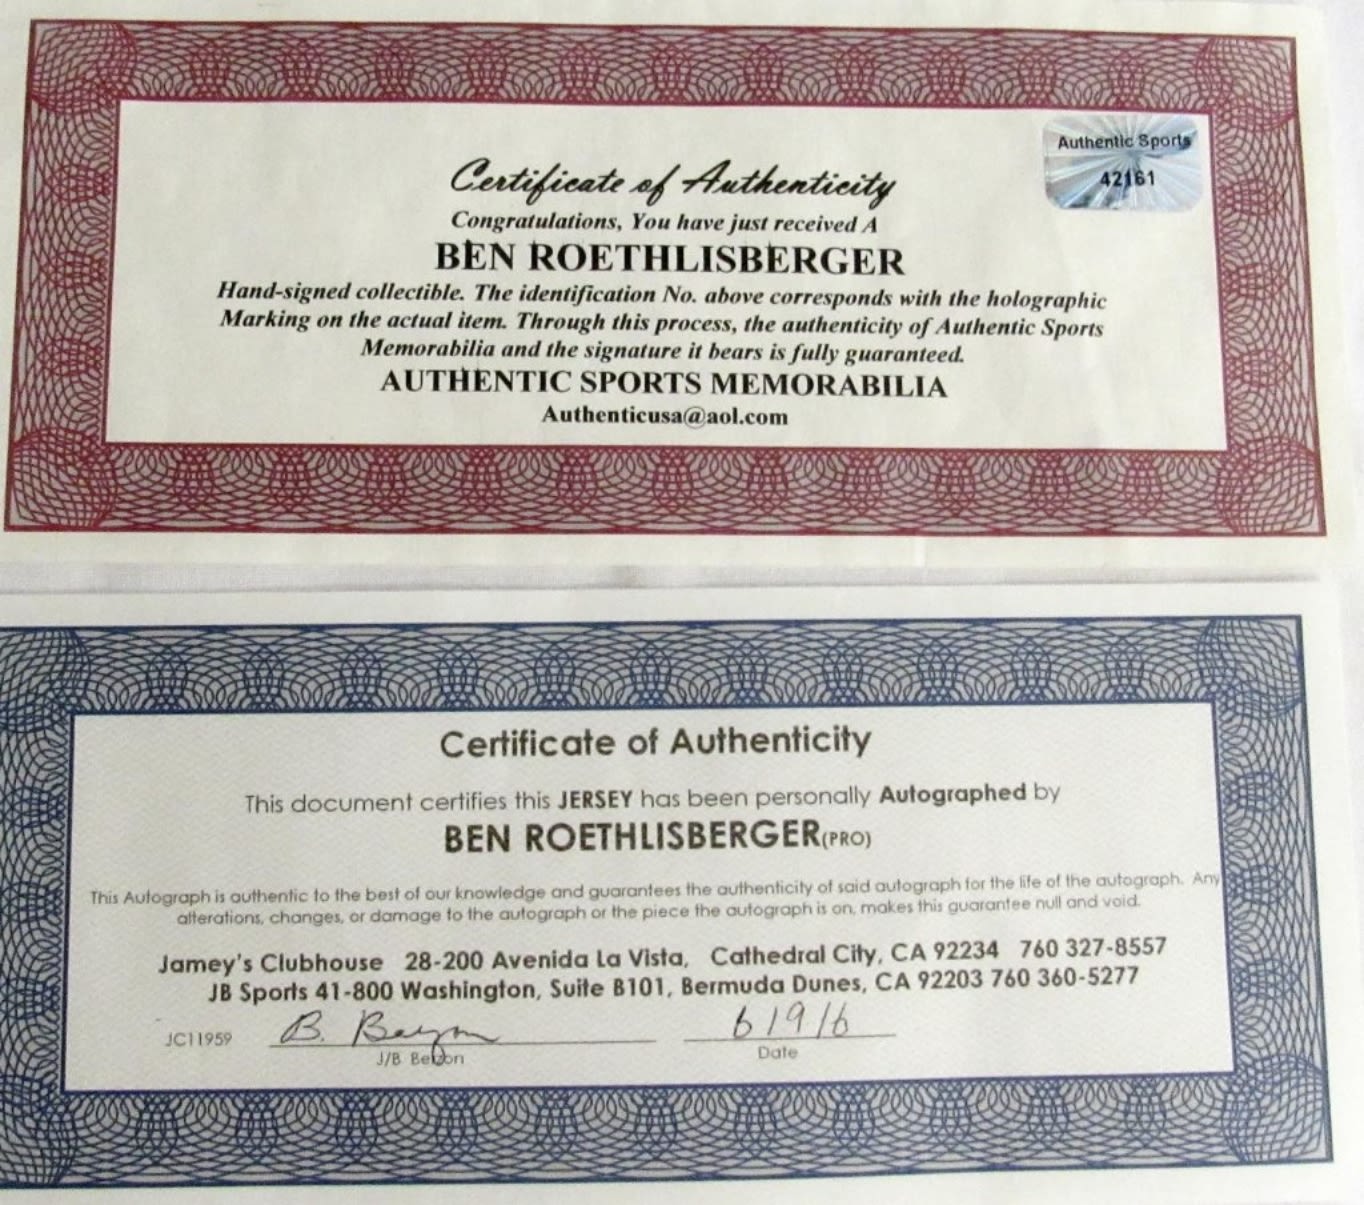 Authentic Sports
42161
Certificate of Authenticity
Congratulations, You have just received A
BEN ROETHLISBERGER
Hand-signed collectible. The identification No. above corresponds with the holographic
Marking on the actual item. Through this process, the authenticity of Authentic Sports
Memorabilia and the signature it bears is fully guaranteed.
AUTHENTIC SPORTS MEMORABILIA
Authenticusa@aol.com
Certificate of Authenticity
This document certifies this JERSEY has been personally Autographed by
BEN ROETHLISBERGER(PRO)
This Autograph is authentic to the best of our knowledge and guarantees the authenticity of said autograph for the life of the autograph. Any
alterations, changes, or damage to the autograph or the piece the autograph is on, makes this guarantee null and void.
Jamey's Clubhouse 28-200 Avenida La Vista, Cathedral City, CA 92234 760 327-8557
JB Sports 41-800 Washington, Suite B101, Bermuda Dunes, CA 92203 760 360-5277
JC11959 B.
J/B Date